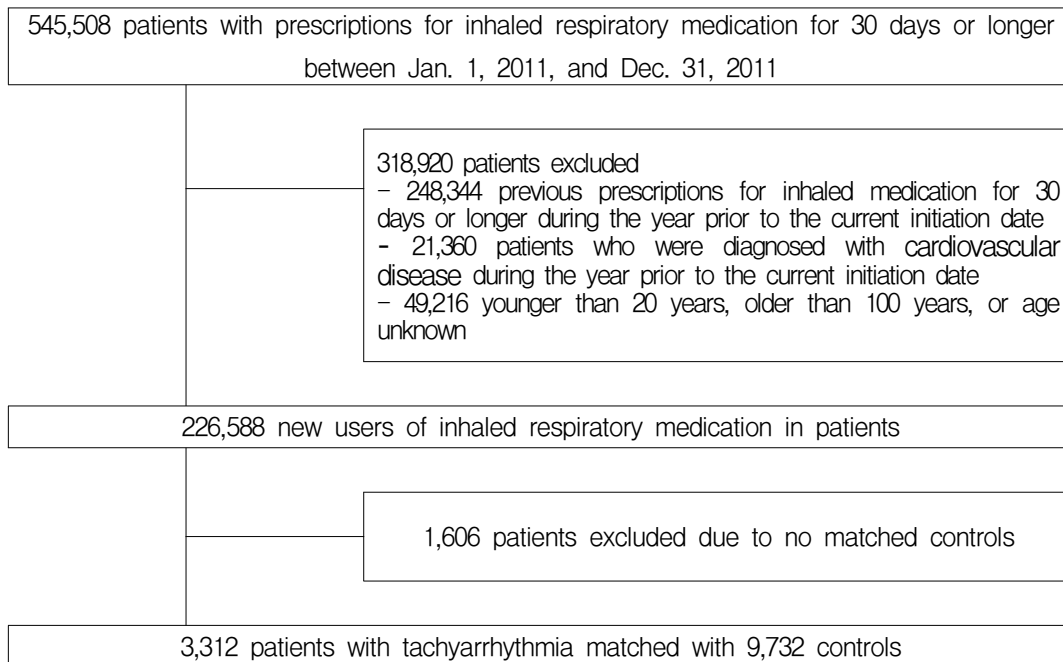 545,508 patients with prescriptions for inhaled respiratory medication for 30 days or longer
between Jan. 1, 2011, and Dec. 31, 2011
318,920 patients excluded
– 248,344 previous prescriptions for inhaled medication for 30
days or longer during the year prior to the current initiation date
- 21,360 patients who were diagnosed with cardiovascular
disease during the year prior to the current initiation date
– 49,216 younger than 20 years, older than 100 years, or age
unknown
226,588 new users of inhaled respiratory medication in patients
1,606 patients excluded due to no matched controls
3,312 patients with tachyarrhythmia matched with 9,732 controls